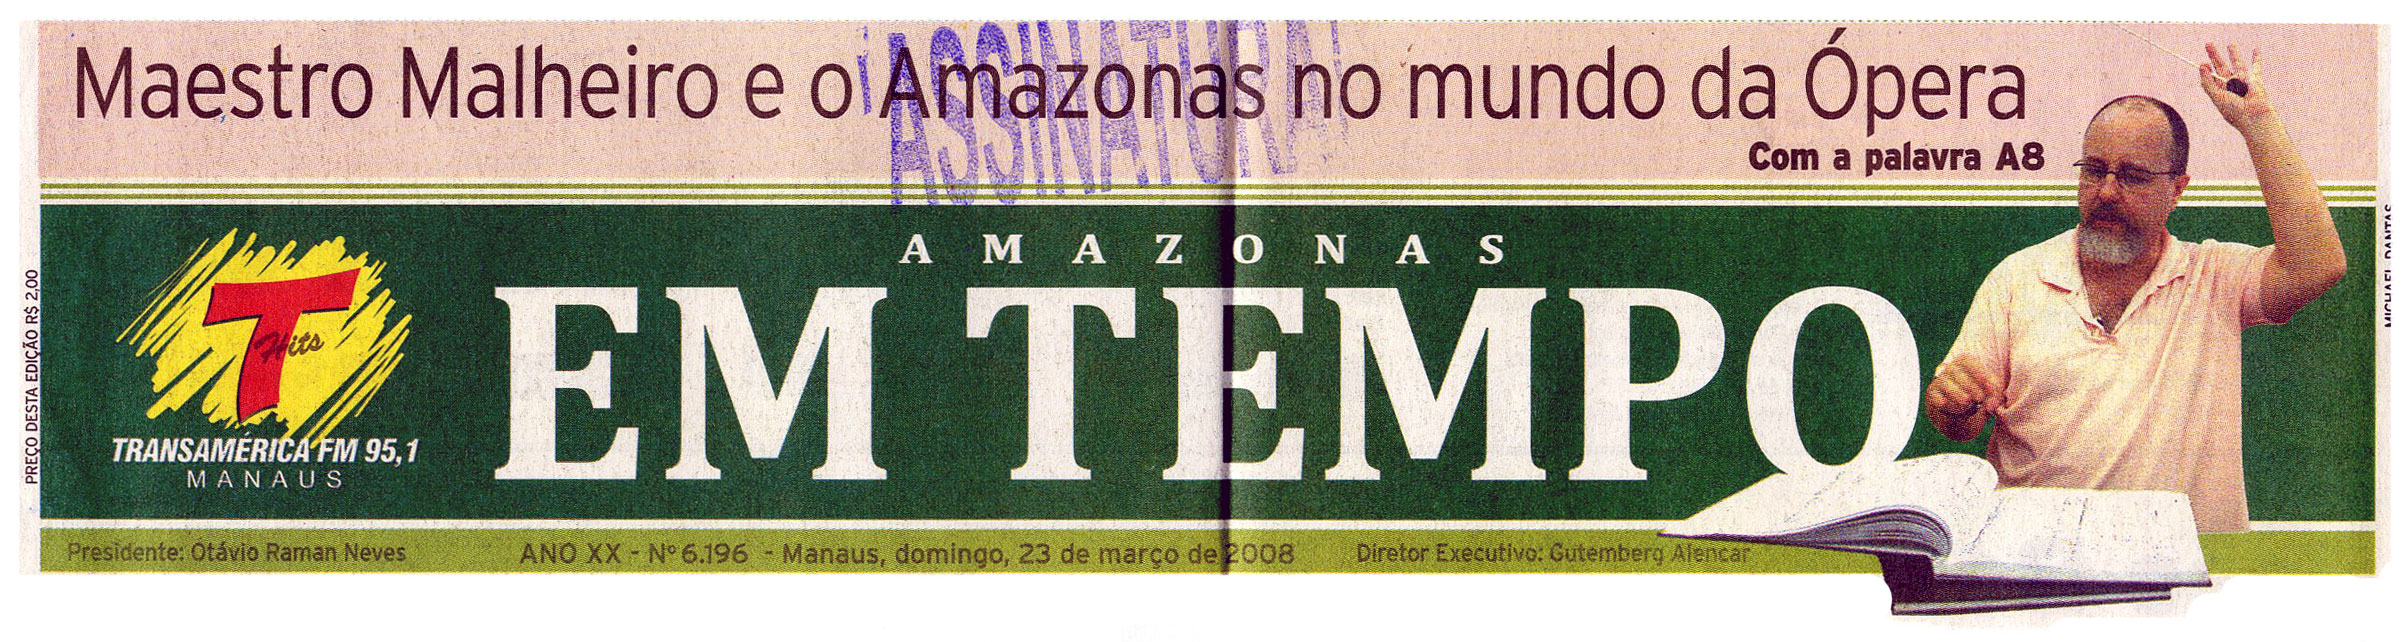 Maestro Malheiro e o Amazonas no mundo da Ópera
ASSINATURA
Com a palavra A8
AMAZONAS
EM TEMPO
T
Hits
TRANSAMÉRICA FM 95,1
MANAUS
PREÇO DESTA EDIÇÃO R$ 2,00
MICHAEL DANTAS
Presidente: Otávio Raman Neves
ANO XX - Nº 6.196 - Manaus, domingo, 23 de março de 2008
Diretor Executivo: Gutemberg Alencar